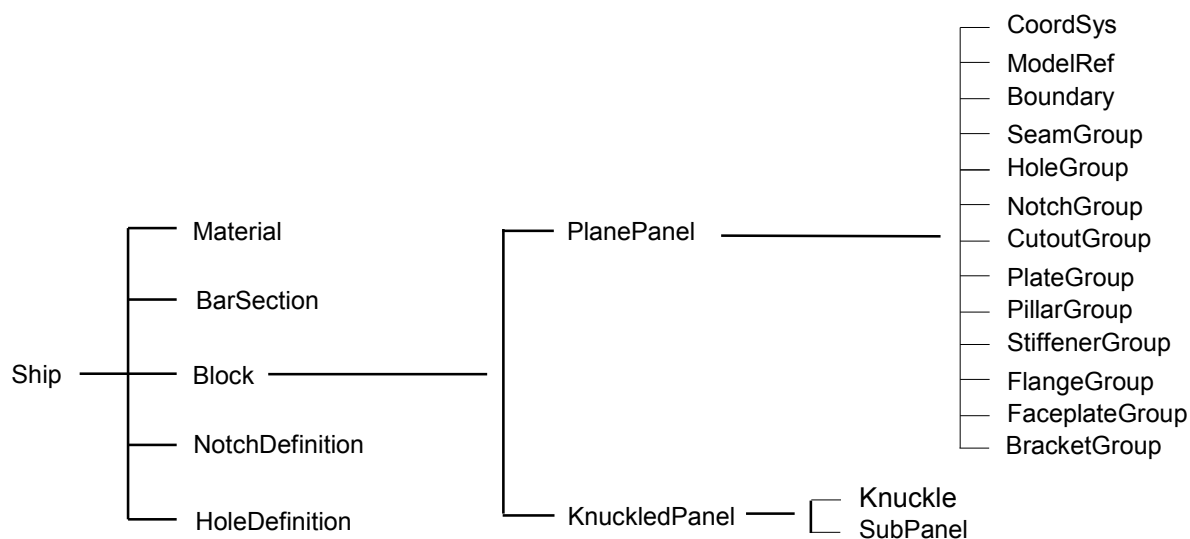 Ship
Material
BarSection
Block
NotchDefinition
HoleDefinition
PlanePanel
KnuckledPanel
CoordSys
ModelRef
Boundary
SeamGroup
HoleGroup
NotchGroup
CutoutGroup
PlateGroup
PillarGroup
StiffenerGroup
FlangeGroup
FaceplateGroup
BracketGroup
Knuckle
SubPanel